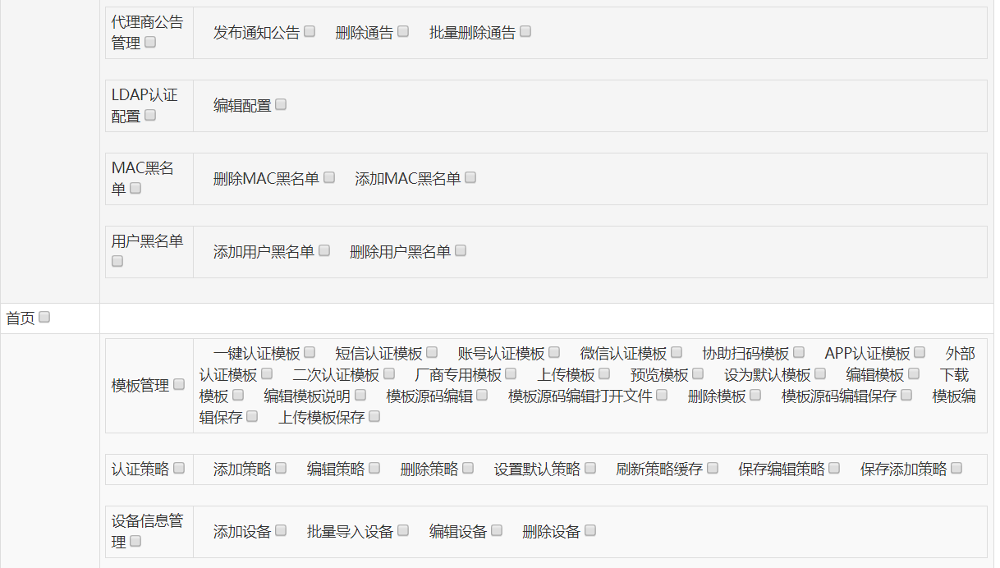 代理商公告
管理
发布通知公告 删除通告 批量删除通告
LDAP认证
配置
编辑配置
MAC黑名
单
删除MAC黑名单 添加MAC黑名单
用户黑名单
添加用户黑名单 删除用户黑名单
首页
模板管理
一键认证模板 短信认证模板 账号认证模板 微信认证模板 协助扫码模板 APP认证模板 外部
认证模板 二次认证模板 厂商专用模板 上传模板 预览模板 设为默认模板 编辑模板 下载
模板 编辑模板说明 模板源码编辑 模板源码编辑打开文件 删除模板 模板源码编辑保存 模板编
辑保存 上传模板保存
认证策略
添加策略 编辑策略 删除策略 设置默认策略 刷新策略缓存 保存编辑策略 保存添加策略
设备信息管
理
添加设备 批量导入设备 编辑设备 删除设备